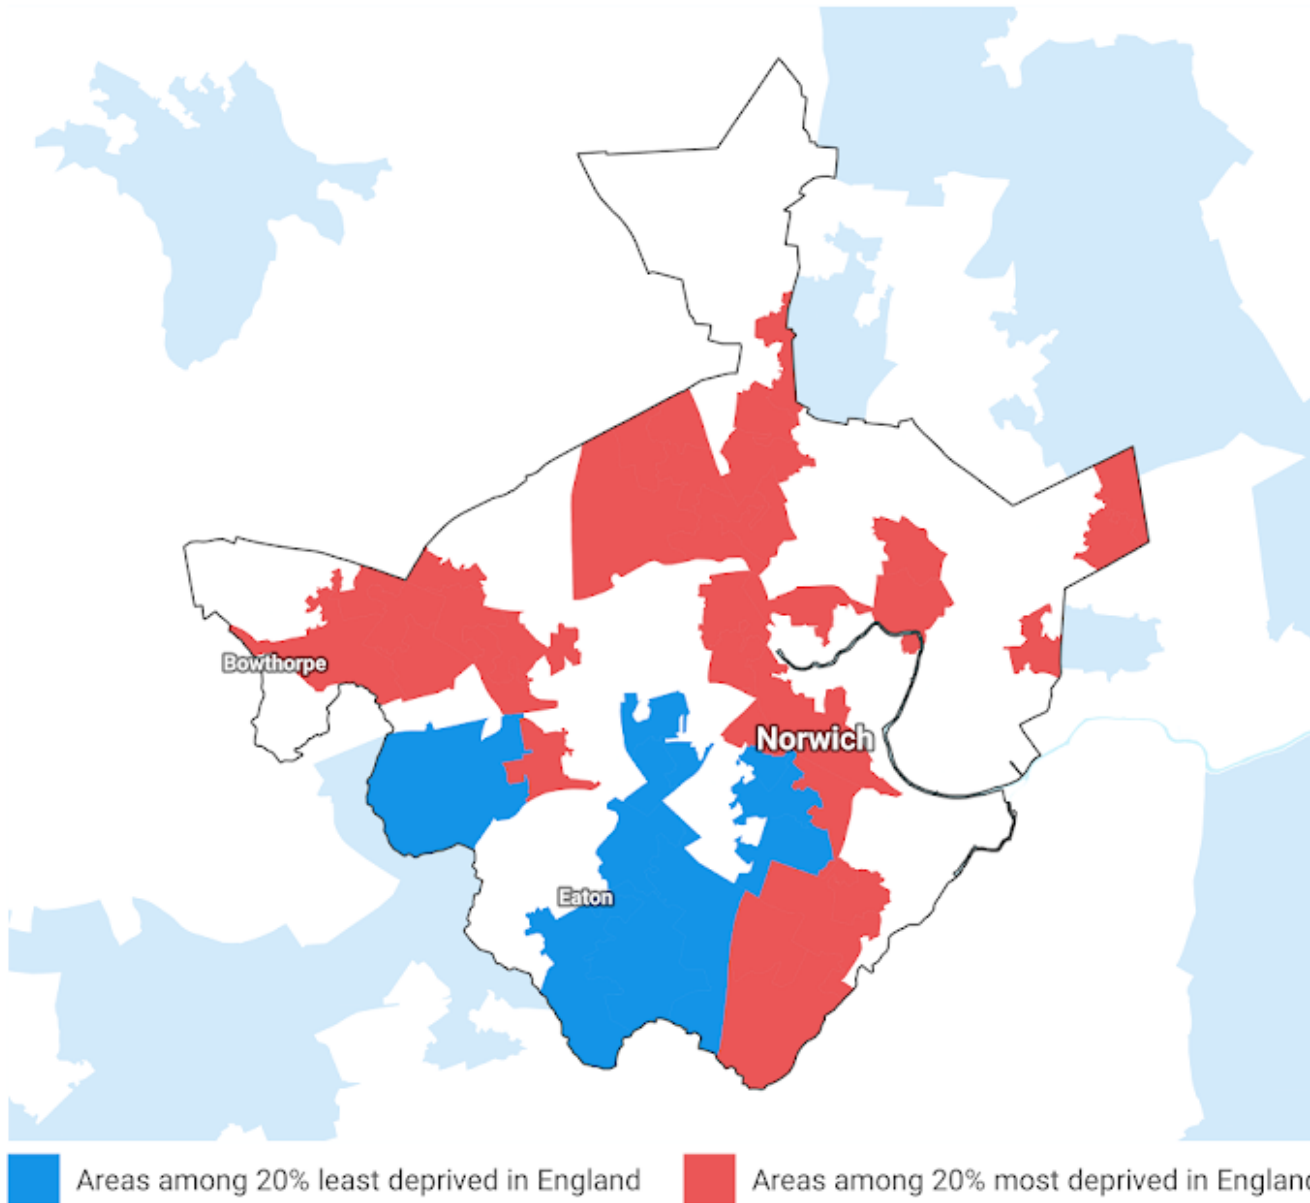 Bowthorpe
Norwich
Eaton
Areas among 20% least deprived in England
Areas among 20% most deprived in Englan